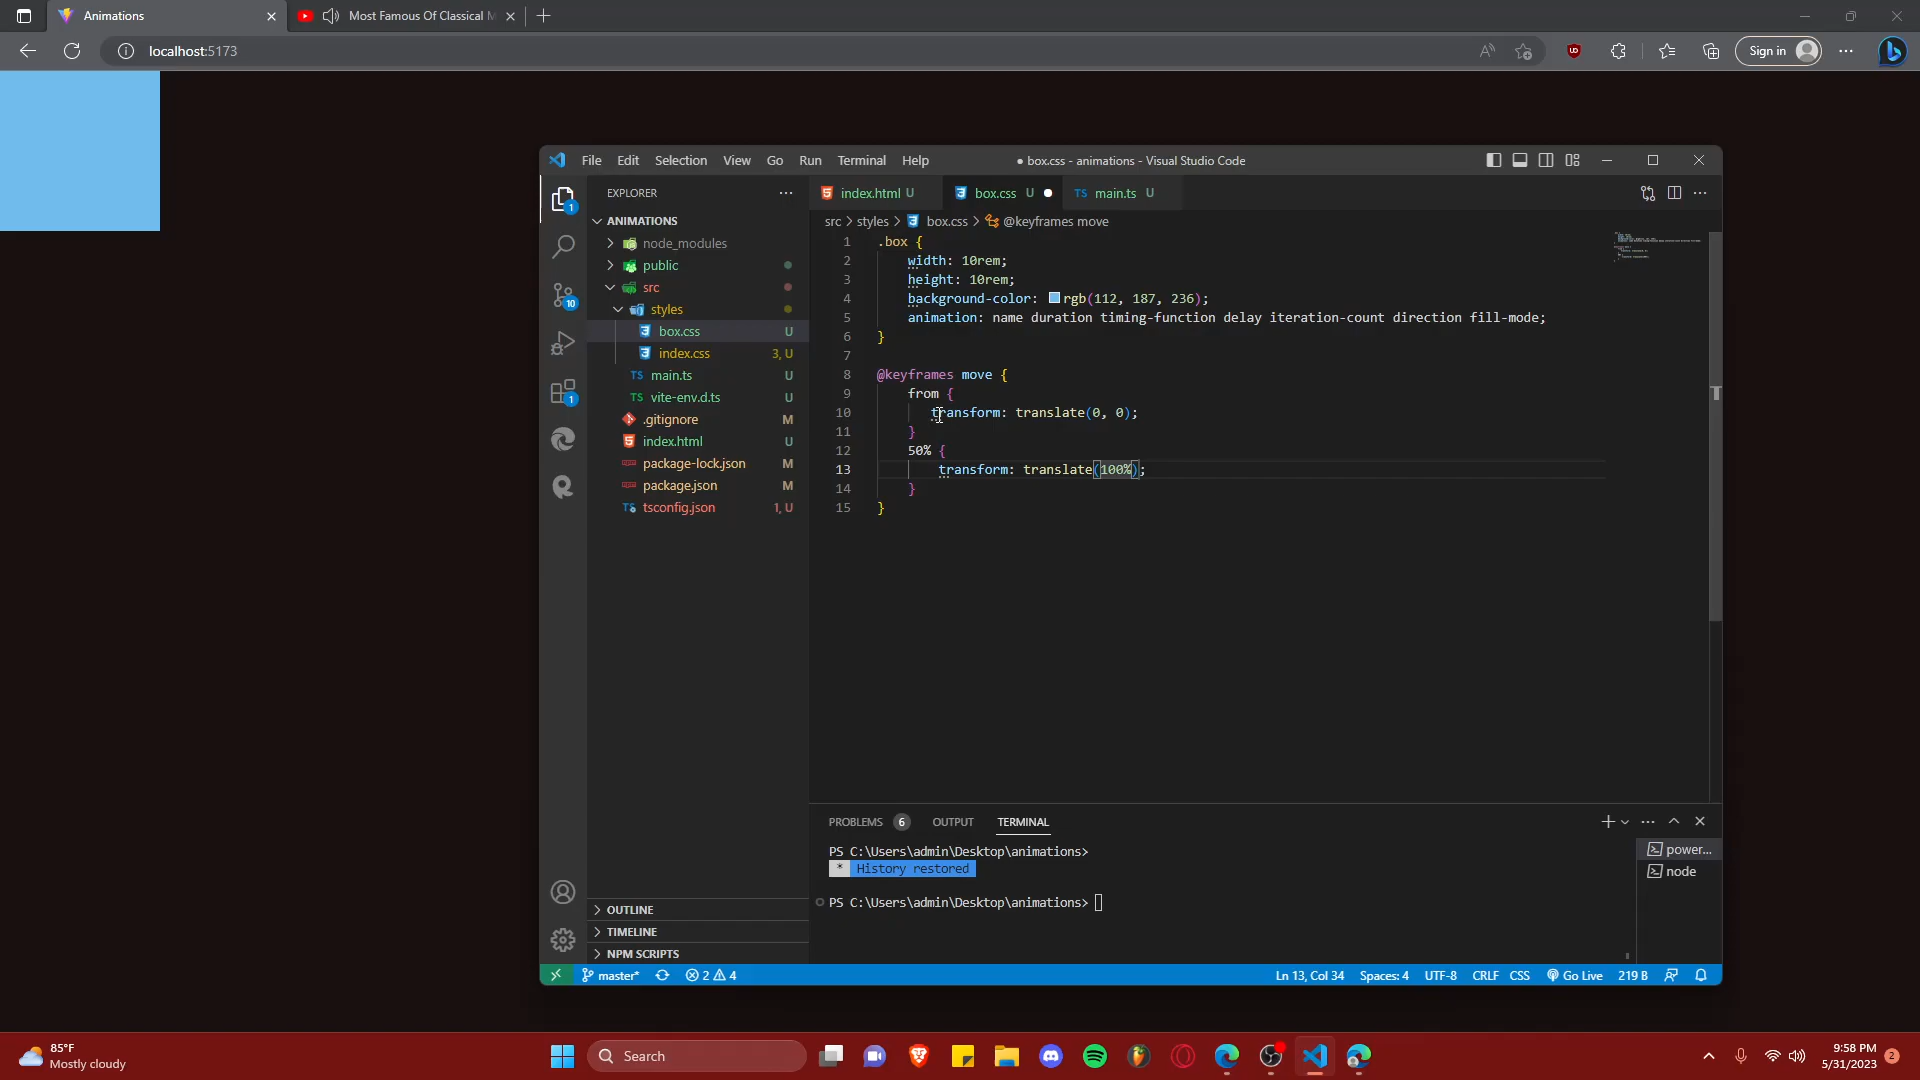 Animations
Most Famous Of Classical M
localhost:5173
Sign in
File Edit Selection View Go Run Terminal Help
● box.css - animations - Visual Studio Code
EXPLORER
ANIMATIONS
node_modules
public
src
styles
box.css U
index.css 3, U
TS main.ts U
TS vite-env.d.ts U
.gitignore M
index.html U
package-lock.json M
package.json M
TS tsconfig.json 1, U
1
10
1
index.html U
box.css U
TS main.ts U
src > styles > box.css > @keyframes move
1 .box {
2 width: 10rem;
3 height: 10rem;
4 background-color: rgb(112, 187, 236);
5 animation: name duration timing-function delay iteration-count direction fill-mode;
6 }
7
8 @keyframes move {
9 from {
10 transform: translate(0, 0);
11 }
12 50% {
13 transform: translate(100%);
14 }
15 }
OUTLINE
TIMELINE
NPM SCRIPTS
PROBLEMS 6 OUTPUT TERMINAL
PS C:\Users\admin\Desktop\animations>
* History restored
PS C:\Users\admin\Desktop\animations>
power...
node
master* 2 4
Ln 13, Col 34 Spaces: 4 UTF-8 CRLF CSS Go Live 219 B
85°F
Mostly cloudy
Search
9:58 PM
5/31/2023
2